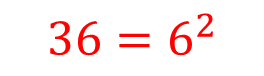 36 = 6²